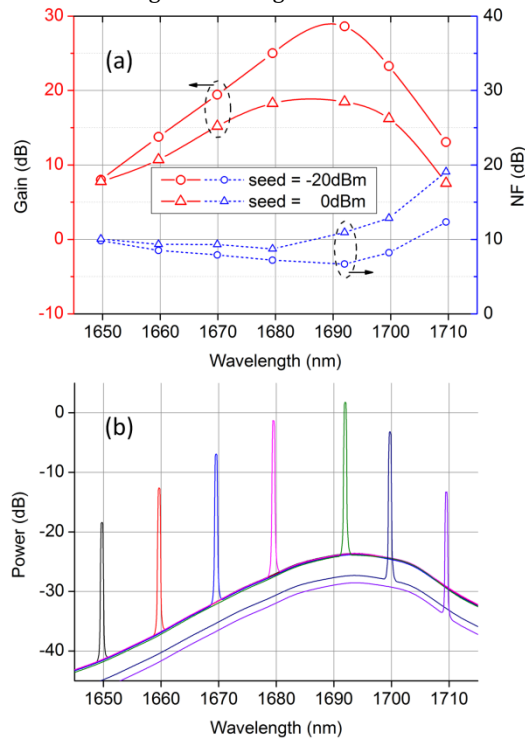 (a)
Gain (dB)
30
20
10
0
-10
40
30
20
10
0
NF (dB)
seed = -20dBm
seed = 0dBm
1650 1660 1670 1680 1690 1700 1710
Wavelength (nm)
(b)
Power (dB)
0
-10
-20
-30
-40
1650 1660 1670 1680 1690 1700 1710
Wavelength (nm)